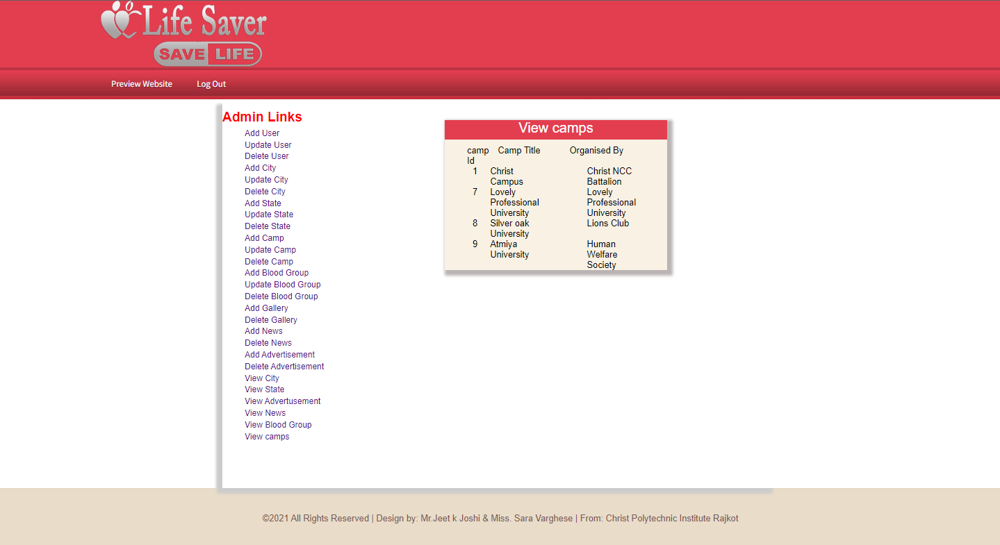 Life Saver
SAVE LIFE
Preview Website Log Out
Admin Links
Add User
Update User
Delete User
Add City
Update City
Delete City
Add State
Update State
Delete State
Add Camp
Update Camp
Delete Camp
Add Blood Group
Update Blood Group
Delete Blood Group
Add Gallery
Delete Gallery
Add News
Delete News
Add Advertisement
Delete Advertisement
View City
View State
View Advertusement
View News
View Blood Group
View camps
View camps
camp Camp Title Organised By
Id
1 Christ Christ NCC
Campus Battalion
7 Lovely Lovely
Professional Professional
University University
8 Silver oak Lions Club
University
9 Atmiya Human
University Welfare
Society
©2021 All Rights Reserved | Design by: Mr.Jeet k Joshi & Miss. Sara Varghese | From: Christ Polytechnic Institute Rajkot